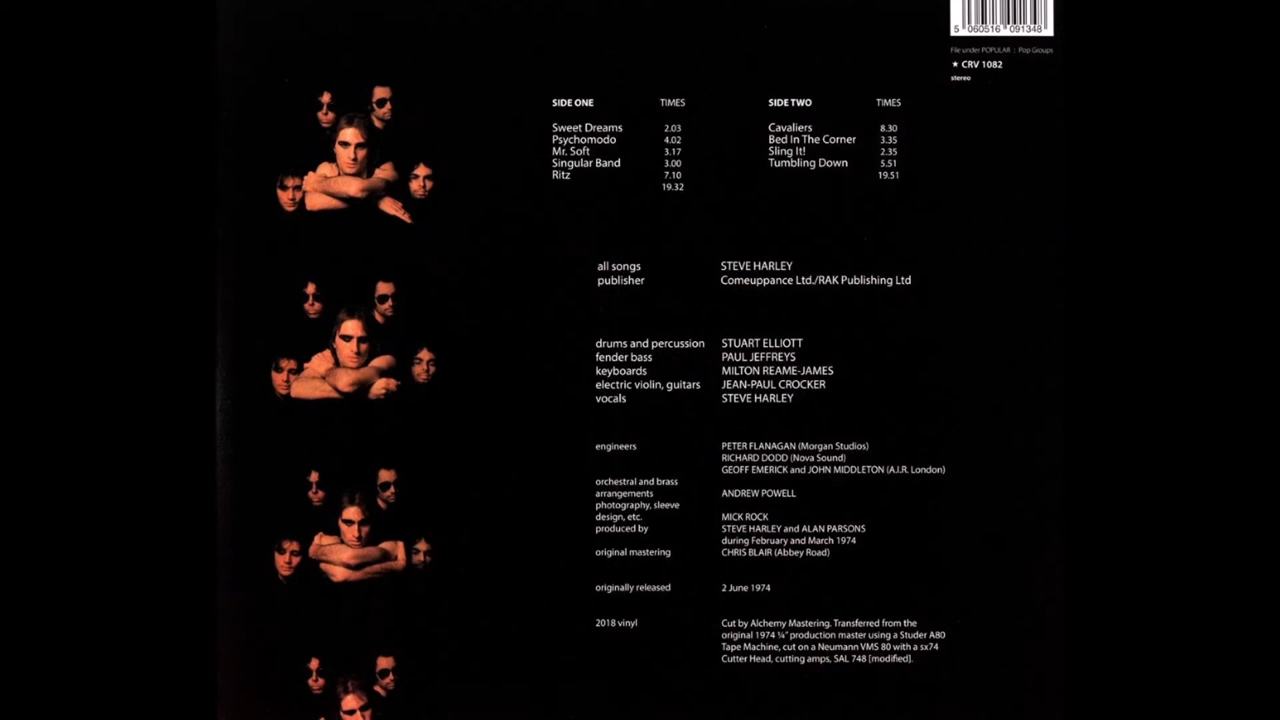 5 060516 091348
File under POPULAR : Pop Groups
★ CRV 1082
stereo
SIDE ONE TIMES SIDE TWO TIMES
Sweet Dreams 2.03 Cavaliers 8.30
Psychomodo 4.02 Bed In The Corner 3.35
Mr. Soft 3.17 Sling It! 2.35
Singular Band 3.00 Tumbling Down 5.51
Ritz 7.10 19.51
19.32
all songs STEVE HARLEY
publisher Comeuppance Ltd./RAK Publishing Ltd
drums and percussion STUART ELLIOTT
fender bass PAUL JEFFREYS
keyboards MILTON REAME-JAMES
electric violin, guitars JEAN-PAUL CROCKER
vocals STEVE HARLEY
engineers PETER FLANAGAN (Morgan Studios)
RICHARD DODD (Nova Sound)
GEOFF EMERICK and JOHN MIDDLETON (A.I.R. London)
orchestral and brass
arrangements ANDREW POWELL
photography, sleeve
design, etc. MICK ROCK
produced by STEVE HARLEY and ALAN PARSONS
during February and March 1974
original mastering CHRIS BLAIR (Abbey Road)
originally released 2 June 1974
2018 vinyl Cut by Alchemy Mastering. Transferred from the
original 1974 ¼" production master using a Studer A80
Tape Machine, cut on a Neumann VMS 80 with a sx74
Cutter Head, cutting amps, SAL 748 [modified].